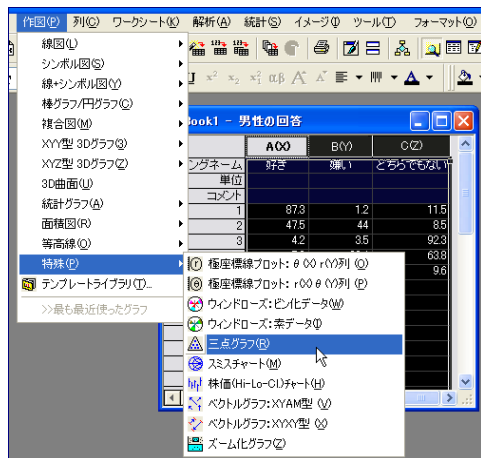 作図(P) 列(C) ワークシート(K) 解析(A) 統計(S) イメージ(I) ツール(T) フォーマット(O)
線図(L)
シンボル図(S)
線+シンボル図(Y)
棒グラフ/円グラフ(C)
複合図(M)
XYY型 3Dグラフ(3)
XYZ型 3Dグラフ(Z)
3D曲面(U)
統計グラフ(A)
面積図(R)
等高線(O)
特殊(P)
テンプレートライブラリ(T)...
>>最も最近使ったグラフ
Book1 - 男性の回答
A(X) B(Y) C(Z)
ングネーム 好き 嫌い どちらでもない
単位
コメント
1 87.3 1.2 11.5
2 47.5 44 8.5
3 4.2 3.5 92.3
63.8
9.6
極座標線プロット: θ(X) r(Y)列 (O)
極座標線プロット: r(X) θ(Y)列 (P)
ウィンドローズ: ビン化データ(W)
ウィンドローズ: 素データ(I)
三点グラフ(R)
スミスチャート(M)
株価(Hi-Lo-Cl)チャート(H)
ベクトルグラフ: XYAM型 (V)
ベクトルグラフ: XYXY型 (X)
ズーム化グラフ(Z)